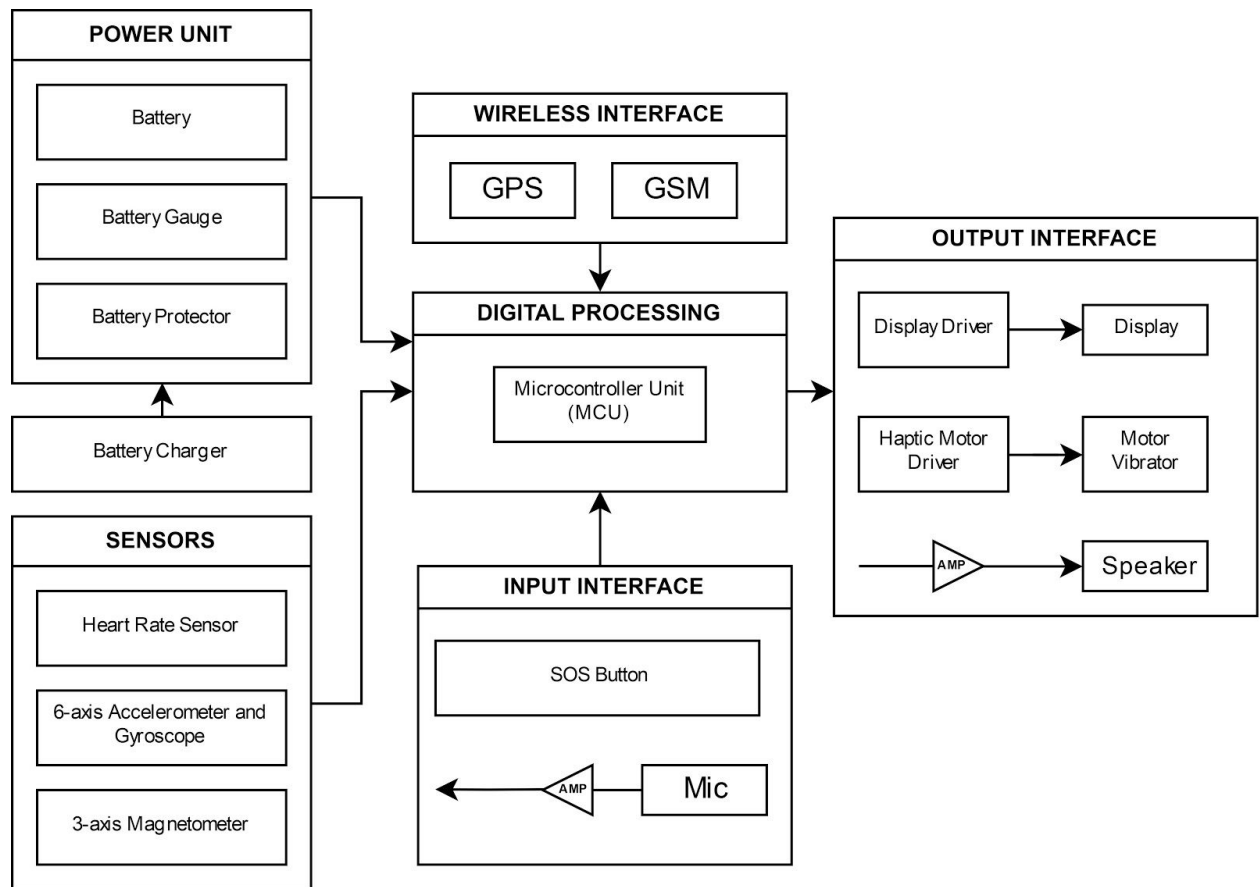 POWER UNIT
Battery
Battery Gauge
Battery Protector
Battery Charger
SENSORS
Heart Rate Sensor
6-axis Accelerometer and
Gyroscope
3-axis Magnetometer
WIRELESS INTERFACE
GPS
GSM
DIGITAL PROCESSING
Microcontroller Unit
(MCU)
INPUT INTERFACE
SOS Button
AMP
Mic
OUTPUT INTERFACE
Display Driver
Display
Haptic Motor
Driver
Motor
Vibrator
AMP
Speaker